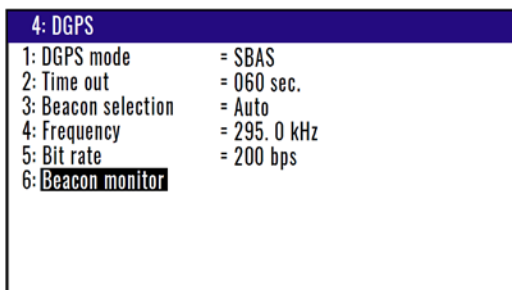 4: DGPS
1: DGPS mode = SBAS
2: Time out = 060 sec.
3: Beacon selection = Auto
4: Frequency = 295. 0 kHz
5: Bit rate = 200 bps
6: Beacon monitor